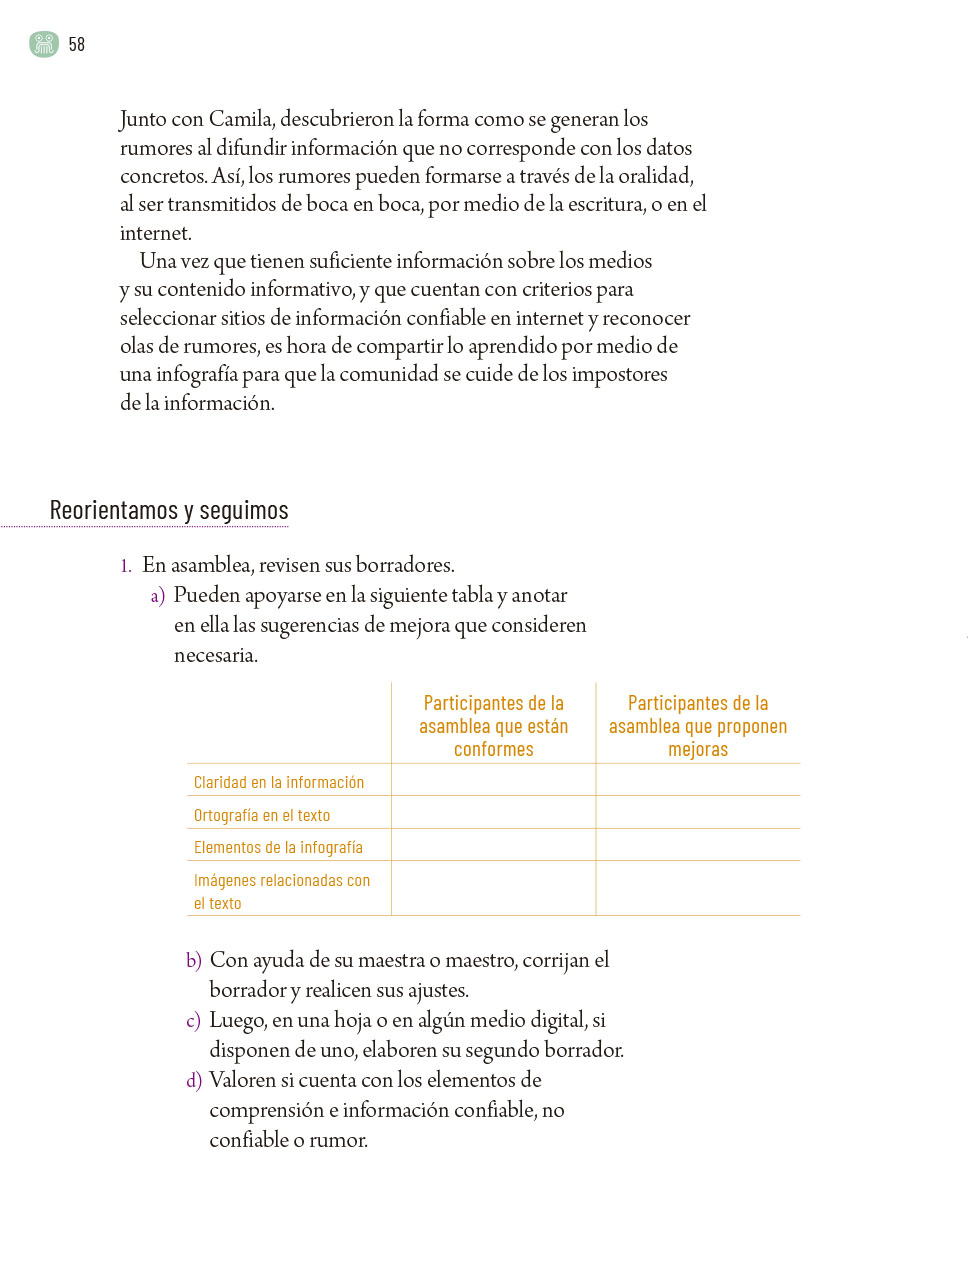 58
Junto con Camila, descubrieron la forma como se generan los
rumores al difundir información que no corresponde con los datos
concretos. Así, los rumores pueden formarse a través de la oralidad,
al ser transmitidos de boca en boca, por medio de la escritura, o en el
internet.
Una vez que tienen suficiente información sobre los medios
y su contenido informativo, y que cuentan con criterios para
seleccionar sitios de información confiable en internet y reconocer
olas de rumores, es hora de compartir lo aprendido por medio de
una infografía para que la comunidad se cuide de los impostores
de la información.
Reorientamos y seguimos
1. En asamblea, revisen sus borradores.
a) Pueden apoyarse en la siguiente tabla y anotar
en ella las sugerencias de mejora que consideren
necesaria.
Participantes de la
asamblea que están
conformes
Participantes de la
asamblea que proponen
mejoras
Claridad en la información
Ortografía en el texto
Elementos de la infografía
Imágenes relacionadas con
el texto
b) Con ayuda de su maestra o maestro, corrijan el
borrador y realicen sus ajustes.
c) Luego, en una hoja o en algún medio digital, si
disponen de uno, elaboren su segundo borrador.
d) Valoren si cuenta con los elementos de
comprensión e información confiable, no
confiable o rumor.